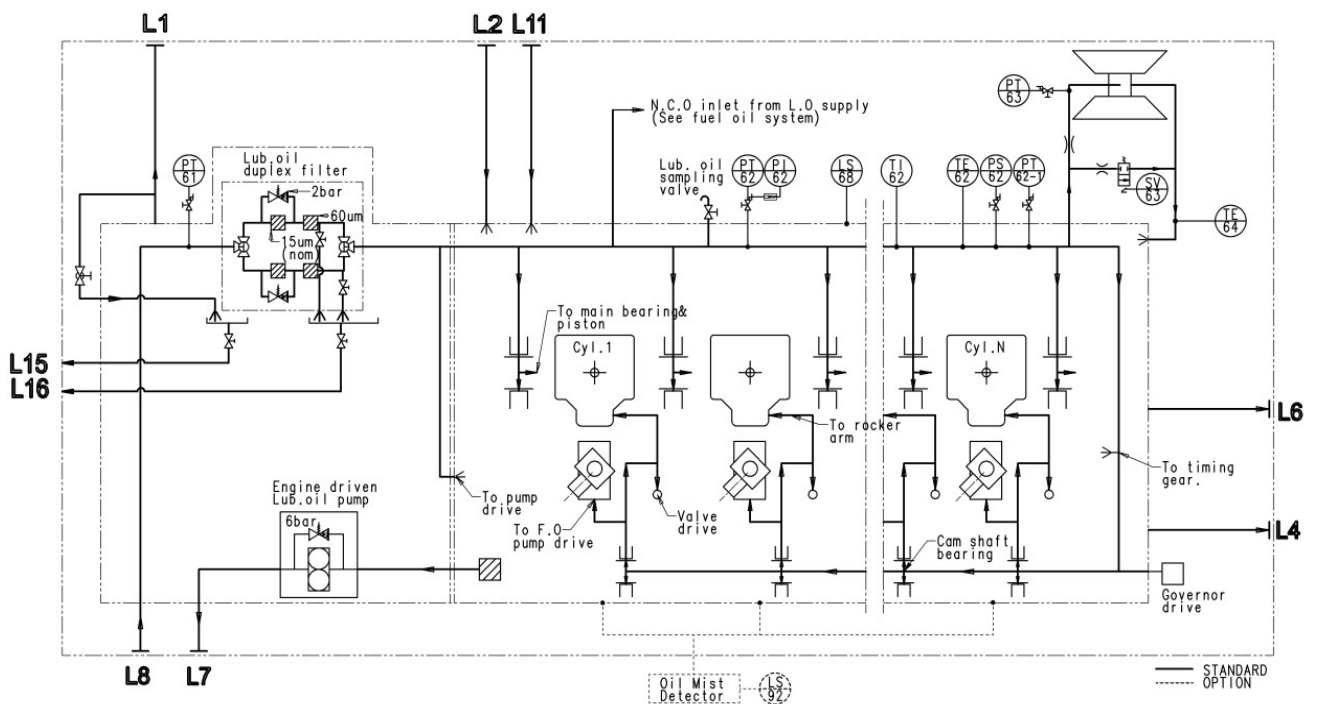 L1
L2
L11
N.C.O inlet from L.O supply
(See fuel oil system)
PT
63
Lub.oil
duplex filter
PT
61
2bar
60um
15um
(nom)
Lub. oil
sampling
valve
PT
62
PI
62
LS
68
TI
62
TE
62
PS
62
PT
62-1
SV
63
TE
64
To main bearing&
piston
Cyl.1
Cyl.N
L15
L16
L6
To rocker
arm
To timing
gear.
Engine driven
Lub.oil pump
6bar
To pump
drive
To F.O
pump drive
Valve
drive
Cam shaft
bearing
L4
Governor
drive
L8
L7
Oil Mist
Detector
LS
92
STANDARD
OPTION